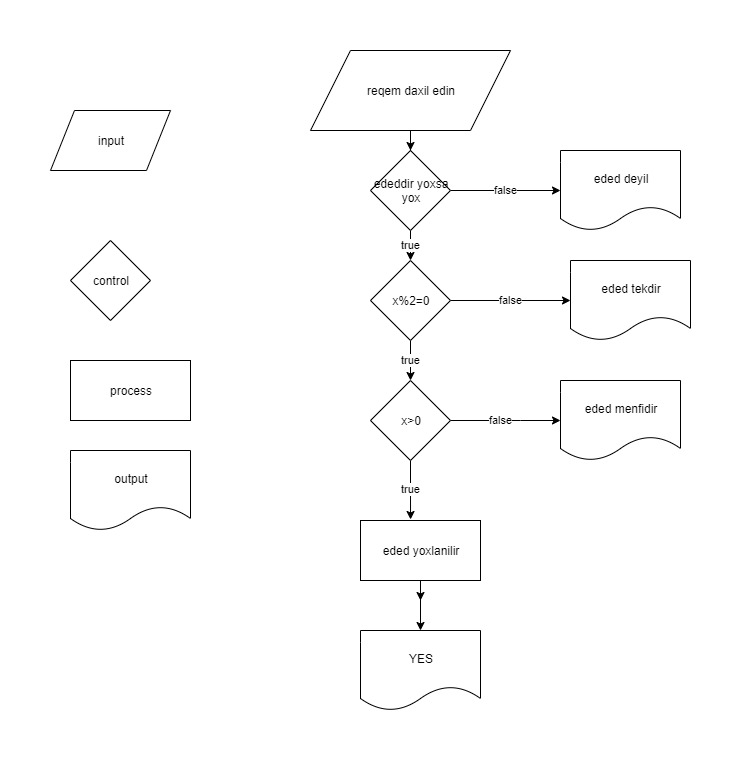 input
control
process
output
reqem daxil edin
ededdir yoxsa
yox
false
eded deyil
true
x%2=0
false
eded tekdir
true
x>0
false
eded menfidir
true
eded yoxlanilir
YES